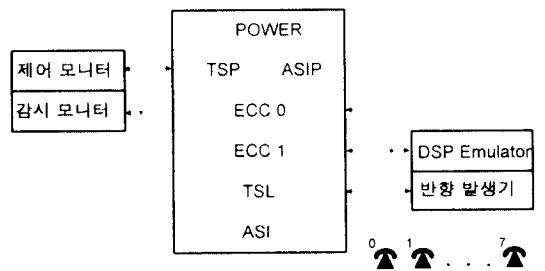 POWER
제어 모니터
TSP ASIP
감시 모니터
ECC 0
ECC 1
DSP Emulator
TSL
반향 발생기
ASI
0 1 . . . 7